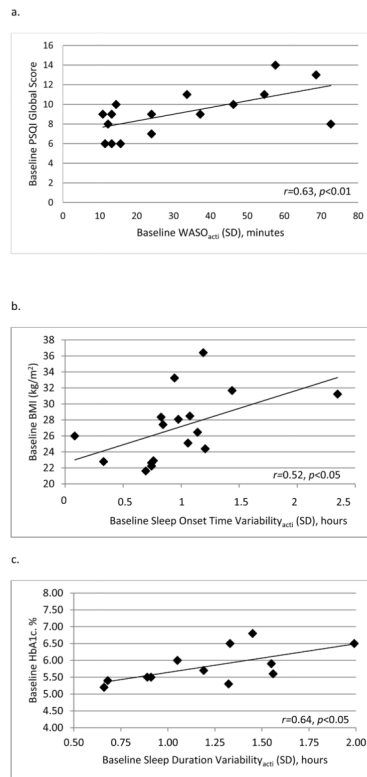 a.
16
14
12
10
8
6
4
2
0
Baseline PSQI Global Score
r=0.63, p<0.01
0 10 20 30 40 50 60 70 80
Baseline WASOacti (SD), minutes
b.
38
36
34
32
30
28
26
24
22
20
Baseline BMI (kg/m²)
r=0.52, p<0.05
0 0.5 1 1.5 2 2.5
Baseline Sleep Onset Time Variabilityacti (SD), hours
c.
8.00
7.50
7.00
6.50
6.00
5.50
5.00
4.50
4.00
Baseline HbA1c. %
r=0.64, p<0.05
0.50 0.75 1.00 1.25 1.50 1.75 2.00
Baseline Sleep Duration Variabilityacti (SD), hours